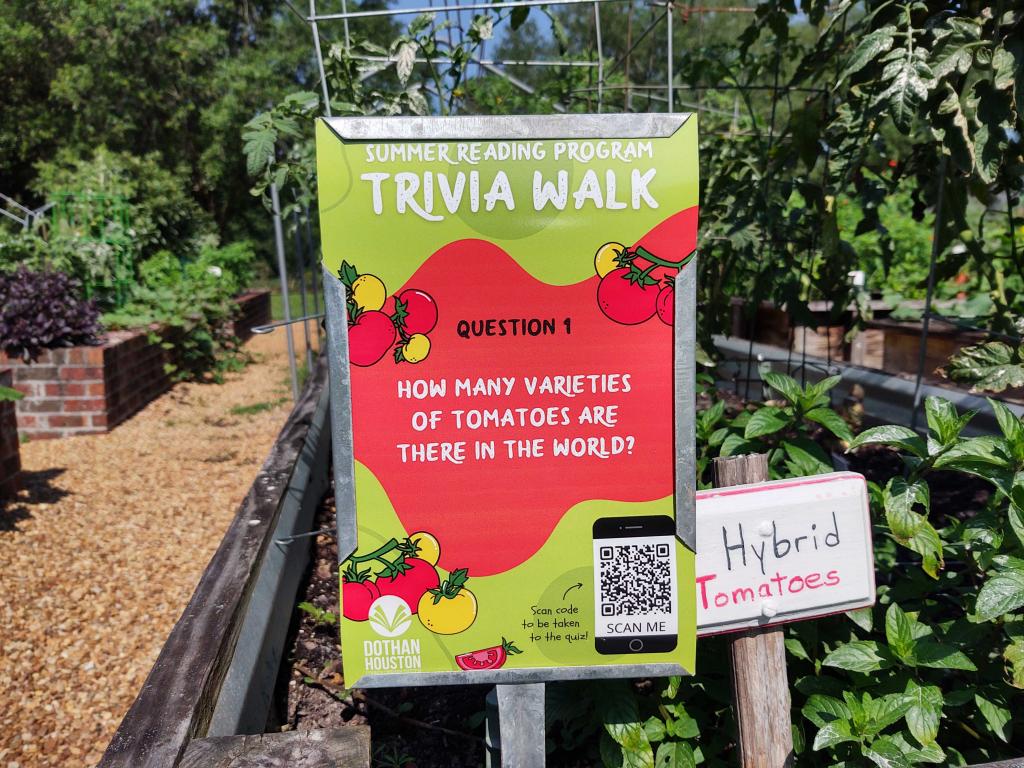 SUMMER READING PROGRAM
TRIVIA WALK
QUESTION 1
HOW MANY VARIETIES
OF TOMATOES ARE
THERE IN THE WORLD?
Scan code
to be taken
to the quiz!
SCAN ME
DOTHAN
HOUSTON
Hybrid
Tomatoes